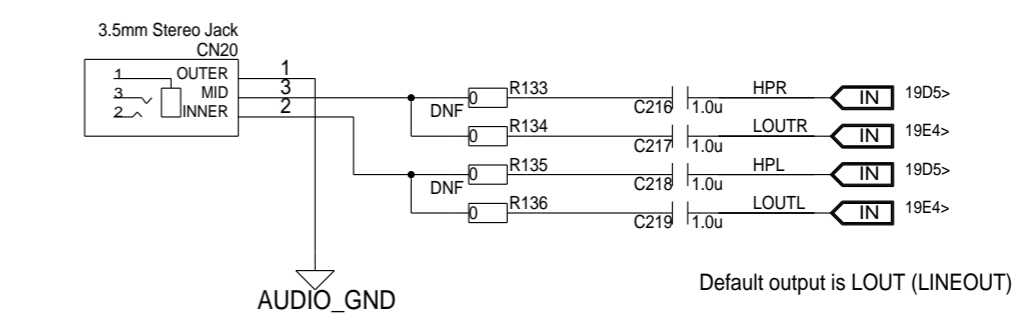 3.5mm Stereo Jack
CN20
1 OUTER 1
3 MID 3
2 INNER 2
DNF 0 R133 C216 1.0u HPR IN 19D5>
0 R134 C217 1.0u LOUTR IN 19E4>
DNF 0 R135 C218 1.0u HPL IN 19D5>
0 R136 C219 1.0u LOUTL IN 19E4>
AUDIO_GND
Default output is LOUT (LINEOUT)